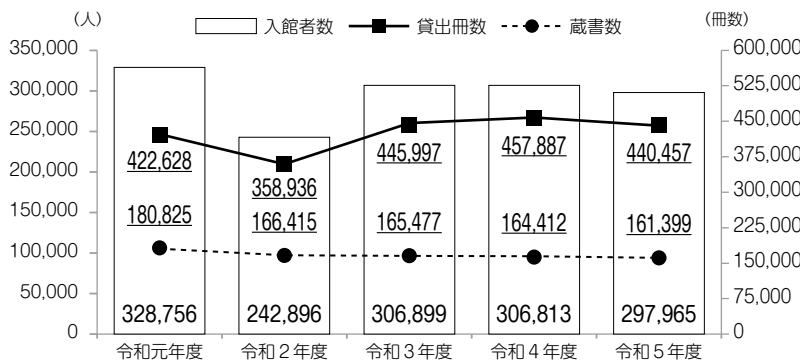 (人) 入館者数 貸出冊数 蔵書数 (冊数)
350,000 600,000
300,000 525,000
250,000 450,000
200,000 375,000
150,000 300,000
100,000 225,000
50,000 150,000
0 75,000
0
422,628 358,936 445,997 457,887 440,457
180,825 166,415 165,477 164,412 161,399
328,756 242,896 306,899 306,813 297,965
令和元年度 令和2年度 令和3年度 令和4年度 令和5年度